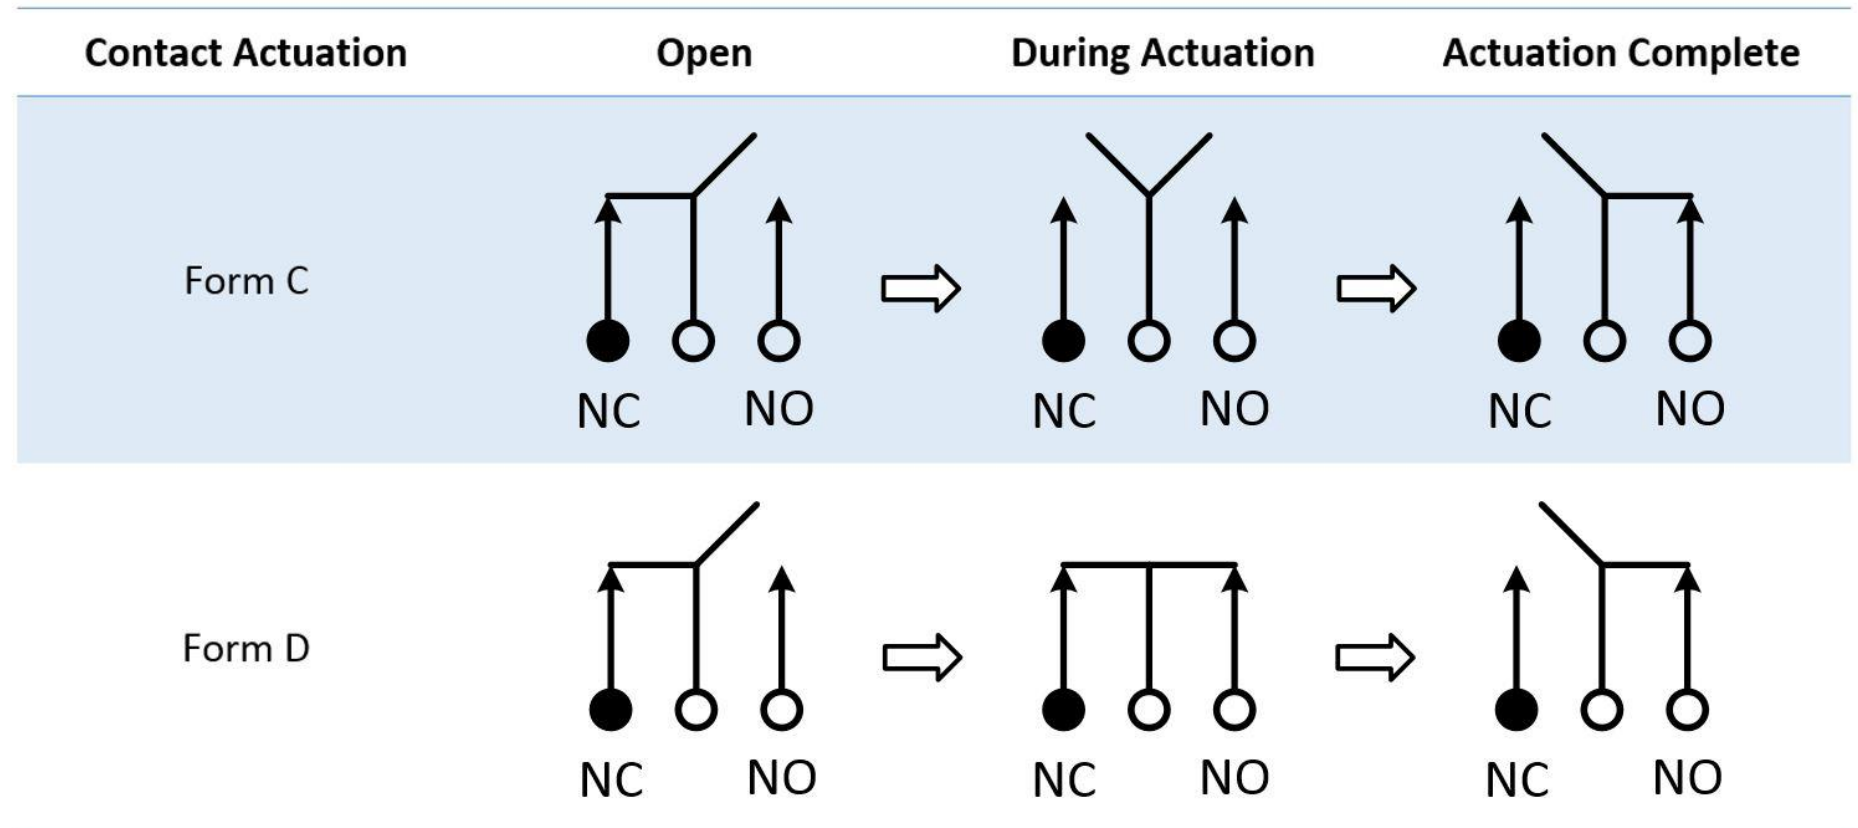 Contact Actuation Open During Actuation Actuation Complete
Form C
NC NO NC NO NC NO
Form D
NC NO NC NO NC NO